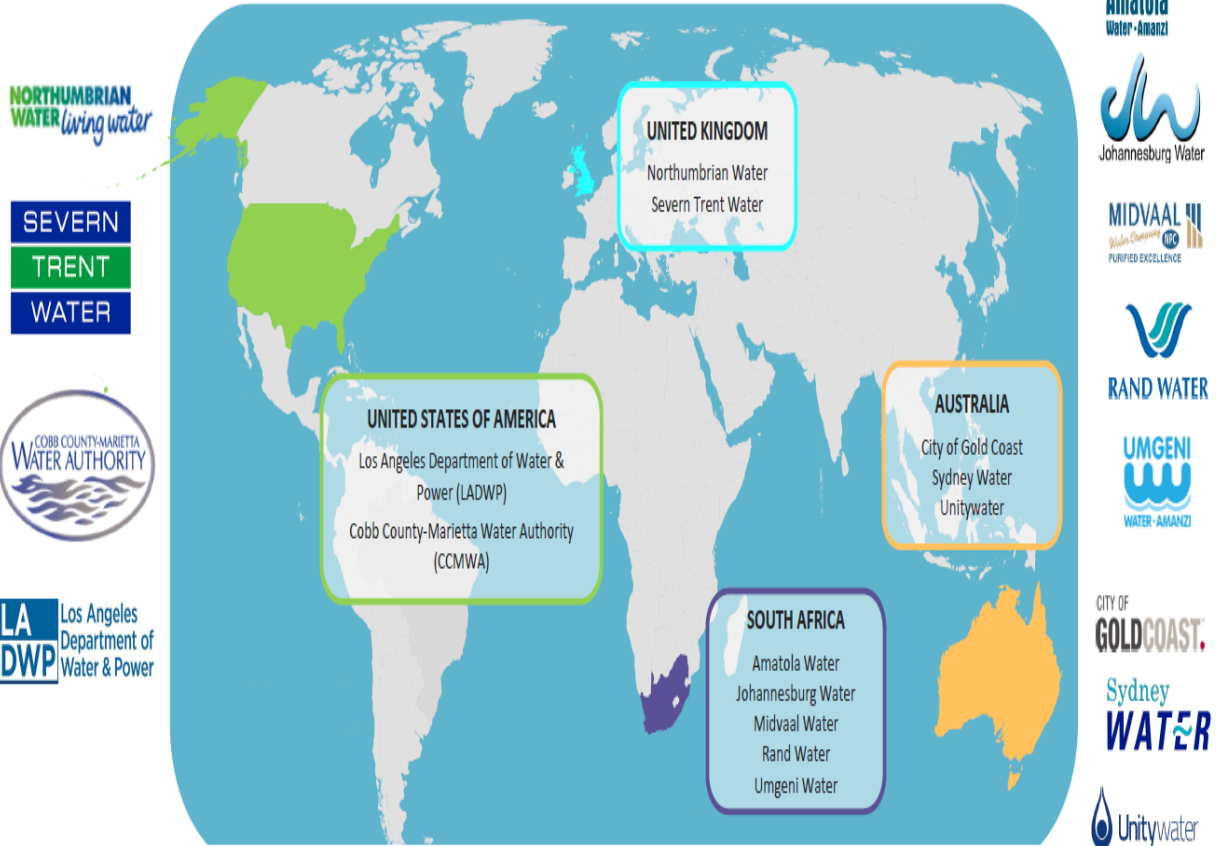 NORTHUMBRIAN
WATER living water
SEVERN
TRENT
WATER
COBB COUNTY-MARIETTA
WATER AUTHORITY
LA
DWP
Los Angeles
Department of
Water & Power
UNITED KINGDOM
Northumbrian Water
Severn Trent Water
UNITED STATES OF AMERICA
Los Angeles Department of Water &
Power (LADWP)
Cobb County-Marietta Water Authority
(CCMWA)
AUSTRALIA
City of Gold Coast
Sydney Water
Unitywater
SOUTH AFRICA
Amatola Water
Johannesburg Water
Midvaal Water
Rand Water
Umgeni Water
Amatola
Water-Amanzi
Johannesburg Water
MIDVAAL
Water Company NPC
PURIFIED EXCELLENCE
RAND WATER
UMGENI
WATER-AMANZI
CITY OF
GOLDCOAST.
Sydney
WATER
Unitywater